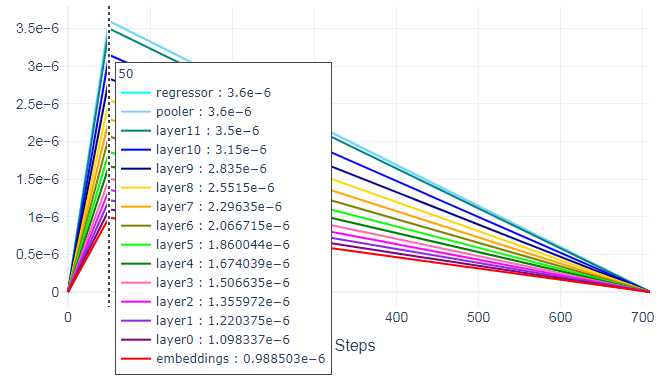 3.5e−6
3e−6
2.5e−6
2e−6
1.5e−6
1e−6
0.5e−6
0
50
regressor : 3.6e−6
pooler : 3.6e−6
layer11 : 3.5e−6
layer10 : 3.15e−6
layer9 : 2.835e−6
layer8 : 2.5515e−6
layer7 : 2.29635e−6
layer6 : 2.066715e−6
layer5 : 1.860044e−6
layer4 : 1.674039e−6
layer3 : 1.506635e−6
layer2 : 1.355972e−6
layer1 : 1.220375e−6
layer0 : 1.098337e−6
embeddings : 0.988503e−6
0 400 500 600 700
Steps